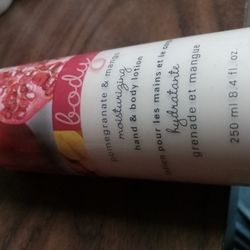 body
pomegranate & mango
moisturizing
hand & body lotion
pour les mains et le
hydratante
grenade et mangue
250 ml 8.4 fl. oz